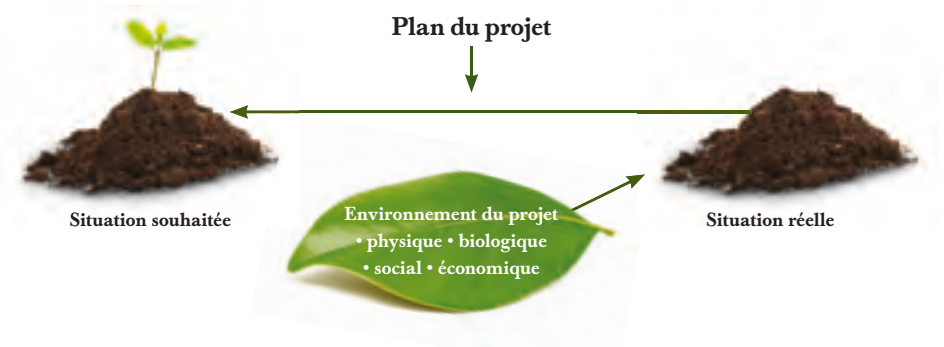 Plan du projet
Situation souhaitée
Environnement du projet
• physique • biologique
• social • économique
Situation réelle